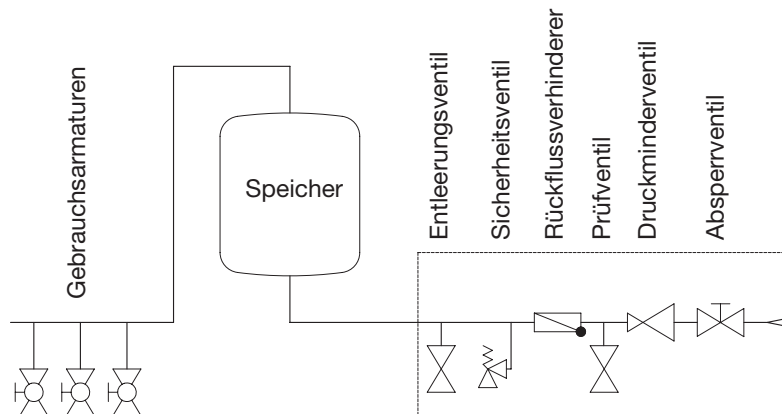 Gebrauchsarmaturen
Speicher
Entleerungsventil
Sicherheitsventil
Rückflussverhinderer
Prüfventil
Druckminderventil
Absperrventil